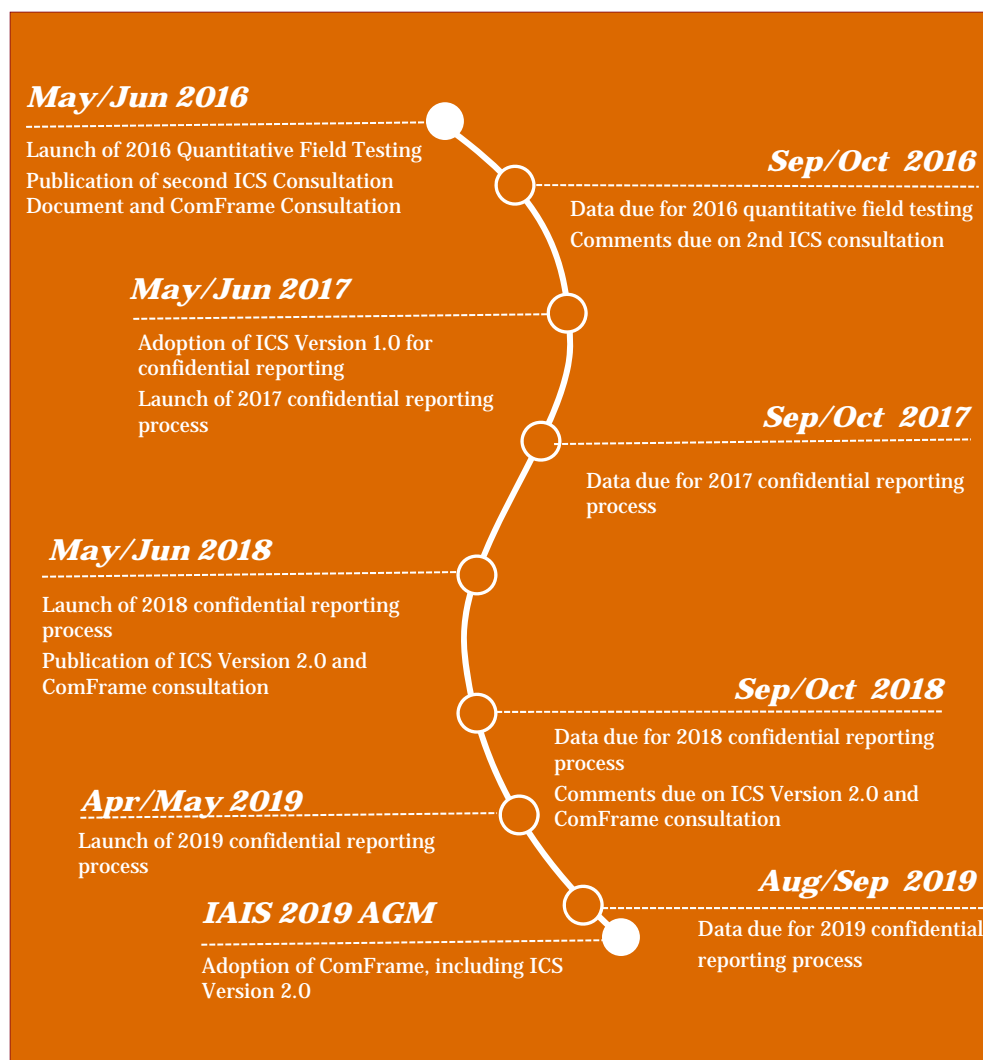 May/Jun 2016
Launch of 2016 Quantitative Field Testing
Publication of second ICS Consultation
Document and ComFrame Consultation
Sep/Oct 2016
Data due for 2016 quantitative field testing
Comments due on 2nd ICS consultation
May/Jun 2017
Adoption of ICS Version 1.0 for
confidential reporting
Launch of 2017 confidential reporting
process
Sep/Oct 2017
Data due for 2017 confidential reporting
process
May/Jun 2018
Launch of 2018 confidential reporting
process
Publication of ICS Version 2.0 and
ComFrame consultation
Sep/Oct 2018
Data due for 2018 confidential reporting
process
Comments due on ICS Version 2.0 and
ComFrame consultation
Apr/May 2019
Launch of 2019 confidential reporting
process
Aug/Sep 2019
Data due for 2019 confidential
reporting process
IAIS 2019 AGM
Adoption of ComFrame, including ICS
Version 2.0